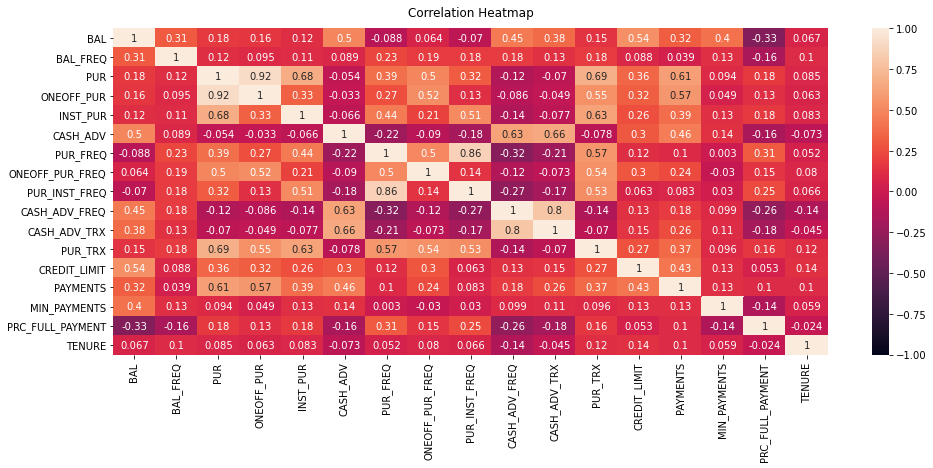 Correlation Heatmap
BAL 1 0.31 0.18 0.16 0.12 0.5 -0.088 0.064 -0.07 0.45 0.38 0.15 0.54 0.32 0.4 -0.33 0.067
BAL_FREQ 0.31 1 0.12 0.095 0.11 0.089 0.23 0.19 0.18 0.18 0.13 0.18 0.088 0.039 0.13 -0.16 0.1
PUR 0.18 0.12 1 0.92 0.68 -0.054 0.39 0.5 0.32 -0.12 -0.07 0.69 0.36 0.61 0.094 0.18 0.085
ONEOFF_PUR 0.16 0.095 0.92 1 0.33 -0.033 0.27 0.52 0.13 -0.086 -0.049 0.55 0.32 0.57 0.049 0.13 0.063
INST_PUR 0.12 0.11 0.68 0.33 1 -0.066 0.44 0.21 0.51 -0.14 -0.077 0.63 0.26 0.39 0.13 0.18 0.083
CASH_ADV 0.5 0.089 -0.054 -0.033 -0.066 1 -0.22 -0.09 -0.18 0.63 0.66 -0.078 0.3 0.46 0.14 -0.16 -0.073
PUR_FREQ -0.088 0.23 0.39 0.27 0.44 -0.22 1 0.5 0.86 -0.32 -0.21 0.57 0.12 0.1 0.003 0.31 0.052
ONEOFF_PUR_FREQ 0.064 0.19 0.5 0.52 0.21 -0.09 0.5 1 0.14 -0.12 -0.073 0.54 0.3 0.24 -0.03 0.15 0.08
PUR_INST_FREQ -0.07 0.18 0.32 0.13 0.51 -0.18 0.86 0.14 1 -0.27 -0.17 0.53 0.063 0.083 0.03 0.25 0.066
CASH_ADV_FREQ 0.45 0.18 -0.12 -0.086 -0.14 0.63 -0.32 -0.12 -0.27 1 0.8 -0.14 0.13 0.18 0.099 -0.26 -0.14
CASH_ADV_TRX 0.38 0.13 -0.07 -0.049 -0.077 0.66 -0.21 -0.073 -0.17 0.8 1 -0.07 0.15 0.26 0.11 -0.18 -0.045
PUR_TRX 0.15 0.18 0.69 0.55 0.63 -0.078 0.57 0.54 0.53 -0.14 -0.07 1 0.27 0.37 0.096 0.16 0.12
CREDIT_LIMIT 0.54 0.088 0.36 0.32 0.26 0.3 0.12 0.3 0.063 0.13 0.15 0.27 1 0.43 0.13 0.053 0.14
PAYMENTS 0.32 0.039 0.61 0.57 0.39 0.46 0.1 0.24 0.083 0.18 0.26 0.37 0.43 1 0.13 0.1 0.1
MIN_PAYMENTS 0.4 0.13 0.094 0.049 0.13 0.14 0.003 -0.03 0.03 0.099 0.11 0.096 0.13 0.13 1 -0.14 0.059
PRC_FULL_PAYMENT -0.33 -0.16 0.18 0.13 0.18 -0.16 0.31 0.15 0.25 -0.26 -0.18 0.16 0.053 0.1 -0.14 1 -0.024
TENURE 0.067 0.1 0.085 0.063 0.083 -0.073 0.052 0.08 0.066 -0.14 -0.045 0.12 0.14 0.1 0.059 -0.024 1
BAL BAL_FREQ PUR ONEOFF_PUR INST_PUR CASH_ADV PUR_FREQ ONEOFF_PUR_FREQ PUR_INST_FREQ CASH_ADV_FREQ CASH_ADV_TRX PUR_TRX CREDIT_LIMIT PAYMENTS MIN_PAYMENTS PRC_FULL_PAYMENT TENURE
1.00
0.75
0.50
0.25
0.00
−0.25
−0.50
−0.75
−1.00